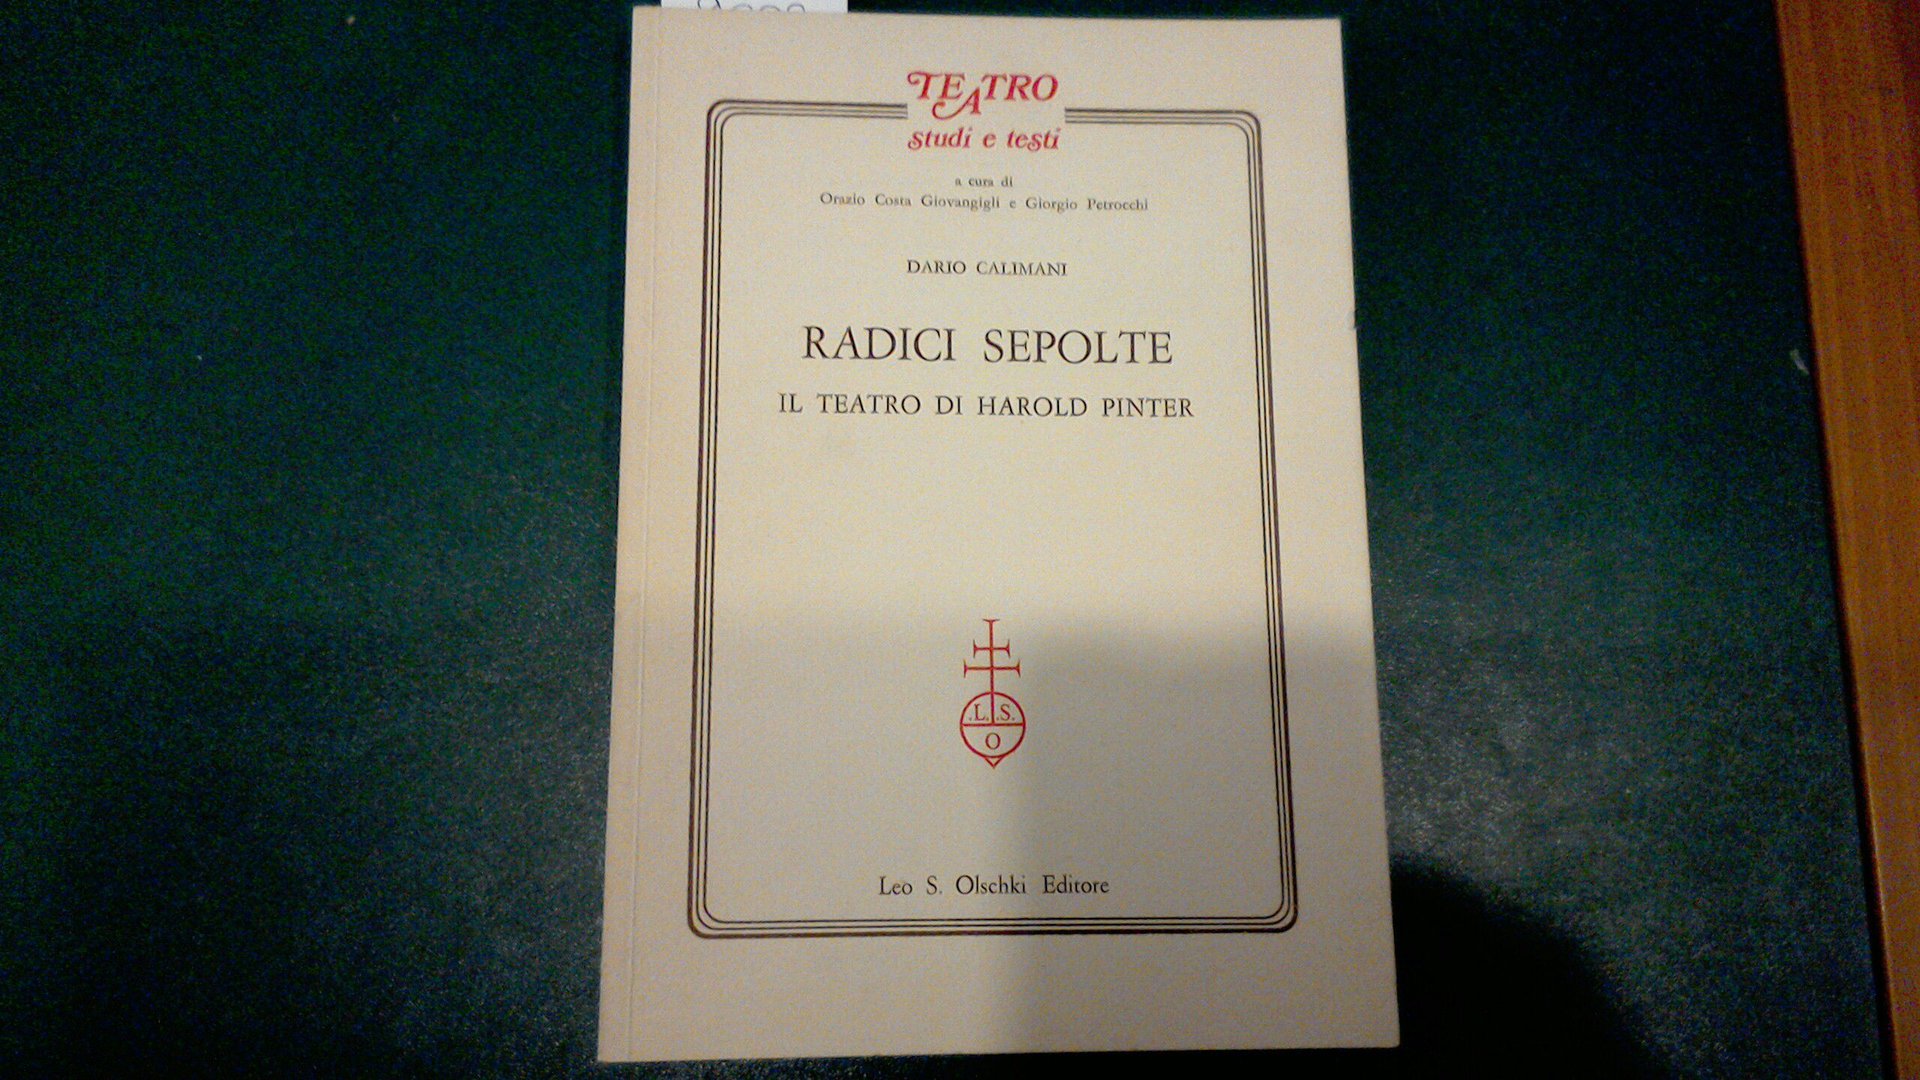 TEATRO
studi e testi
a cura di
Orazio Costa Giovangigli e Giorgio Petrocchi
DARIO CALIMANI
RADICI SEPOLTE
IL TEATRO DI HAROLD PINTER
.L. .S.
O
Leo S. Olschki Editore